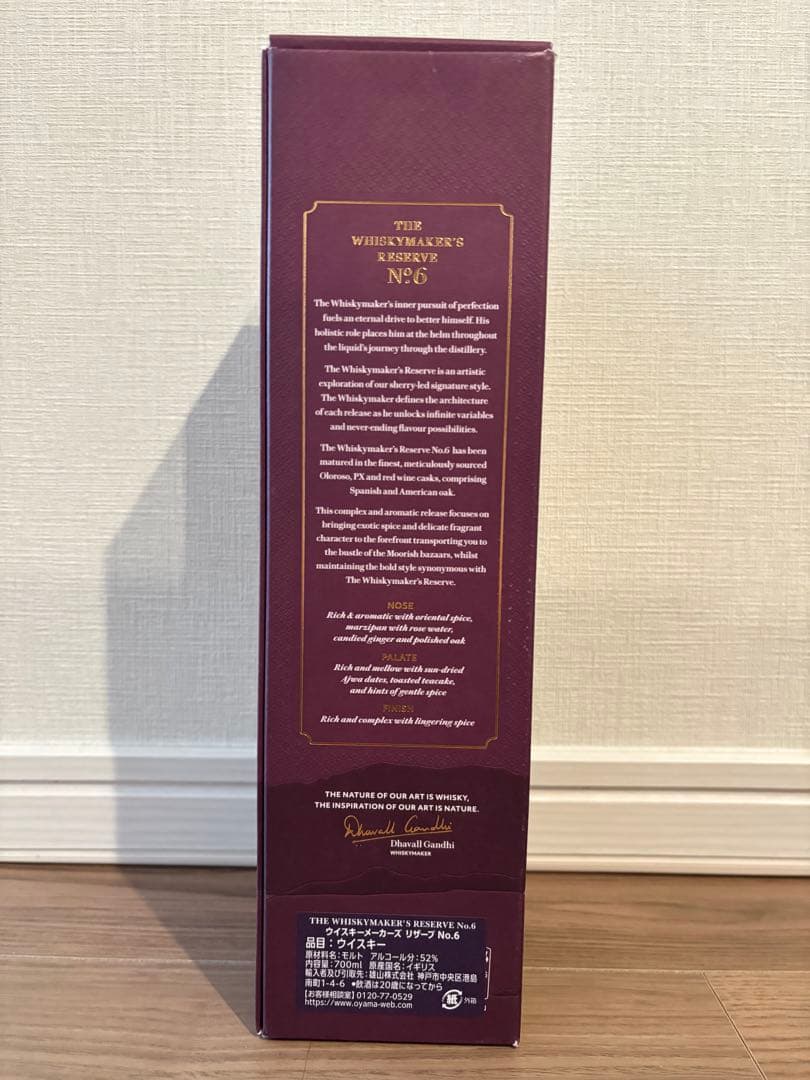 THE
WHISKYMAKER'S
RESERVE
Nº6
The Whiskymaker's inner pursuit of perfection
fuels an eternal drive to better himself. His
holistic role places him at the helm throughout
the liquid's journey through the distillery.
The Whiskymaker's Reserve is an artistic
exploration of our sherry-led signature style.
The Whiskymaker defines the architecture
of each release as he unlocks infinite variables
and never-ending flavour possibilities.
The Whiskymaker's Reserve No.6 has been
matured in the finest, meticulously sourced
Oloroso, PX and red wine casks, comprising
Spanish and American oak.
This complex and aromatic release focuses on
bringing exotic spice and delicate fragrant
character to the forefront transporting you to
the bustle of the Moorish bazaars, whilst
maintaining the bold style synonymous with
The Whiskymaker's Reserve.
NOSE
Rich & aromatic with oriental spice,
marzipan with rose water,
candied ginger and polished oak
PALATE
Rich and mellow with sun-dried
Ajwa dates, toasted teacake,
and hints of gentle spice
FINISH
Rich and complex with lingering spice
THE NATURE OF OUR ART IS WHISKY,
THE INSPIRATION OF OUR ART IS NATURE.
Dhavall Gandhi
Dhavall Gandhi
WHISKYMAKER
THE WHISKYMAKER'S RESERVE No.6
ウイスキーメーカーズ リザーブ No.6
品目：ウイスキー
原材料名：モルト アルコール分：52%
内容量：700ml 原産国名：イギリス
輸入者及び引取先：雄山株式会社 神戸市中央区港島
南町1-4-6 •飲酒は20歳になってから
【お客様相談室】0120-77-0529
https://www.oyama-web.com
紙 外箱